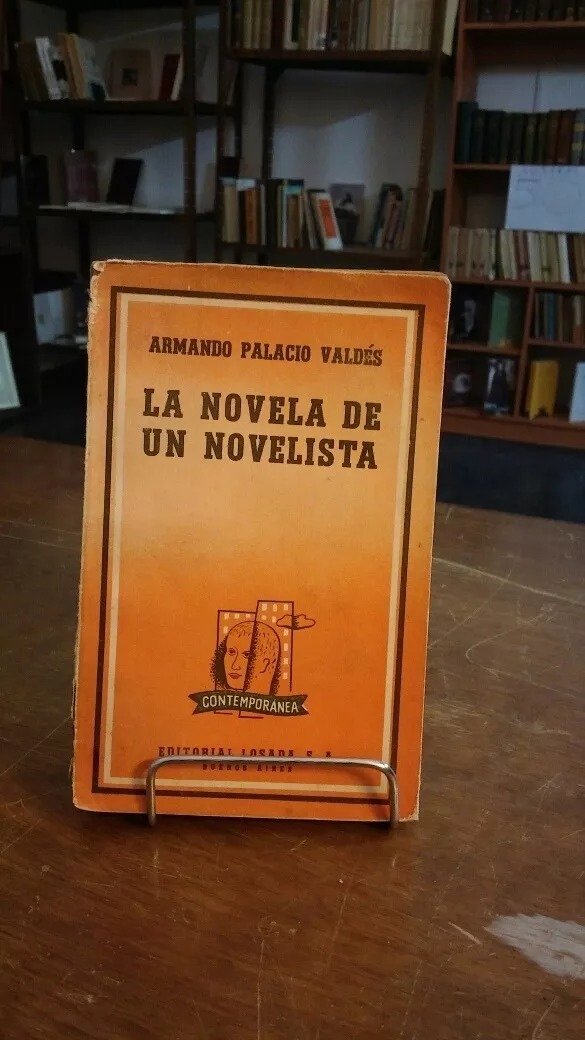 ARMANDO PALACIO VALDÉS
LA NOVELA DE
UN NOVELISTA
CONTEMPORÁNEA
EDITORIAL LOSADA S. A.
BUENOS AIRES